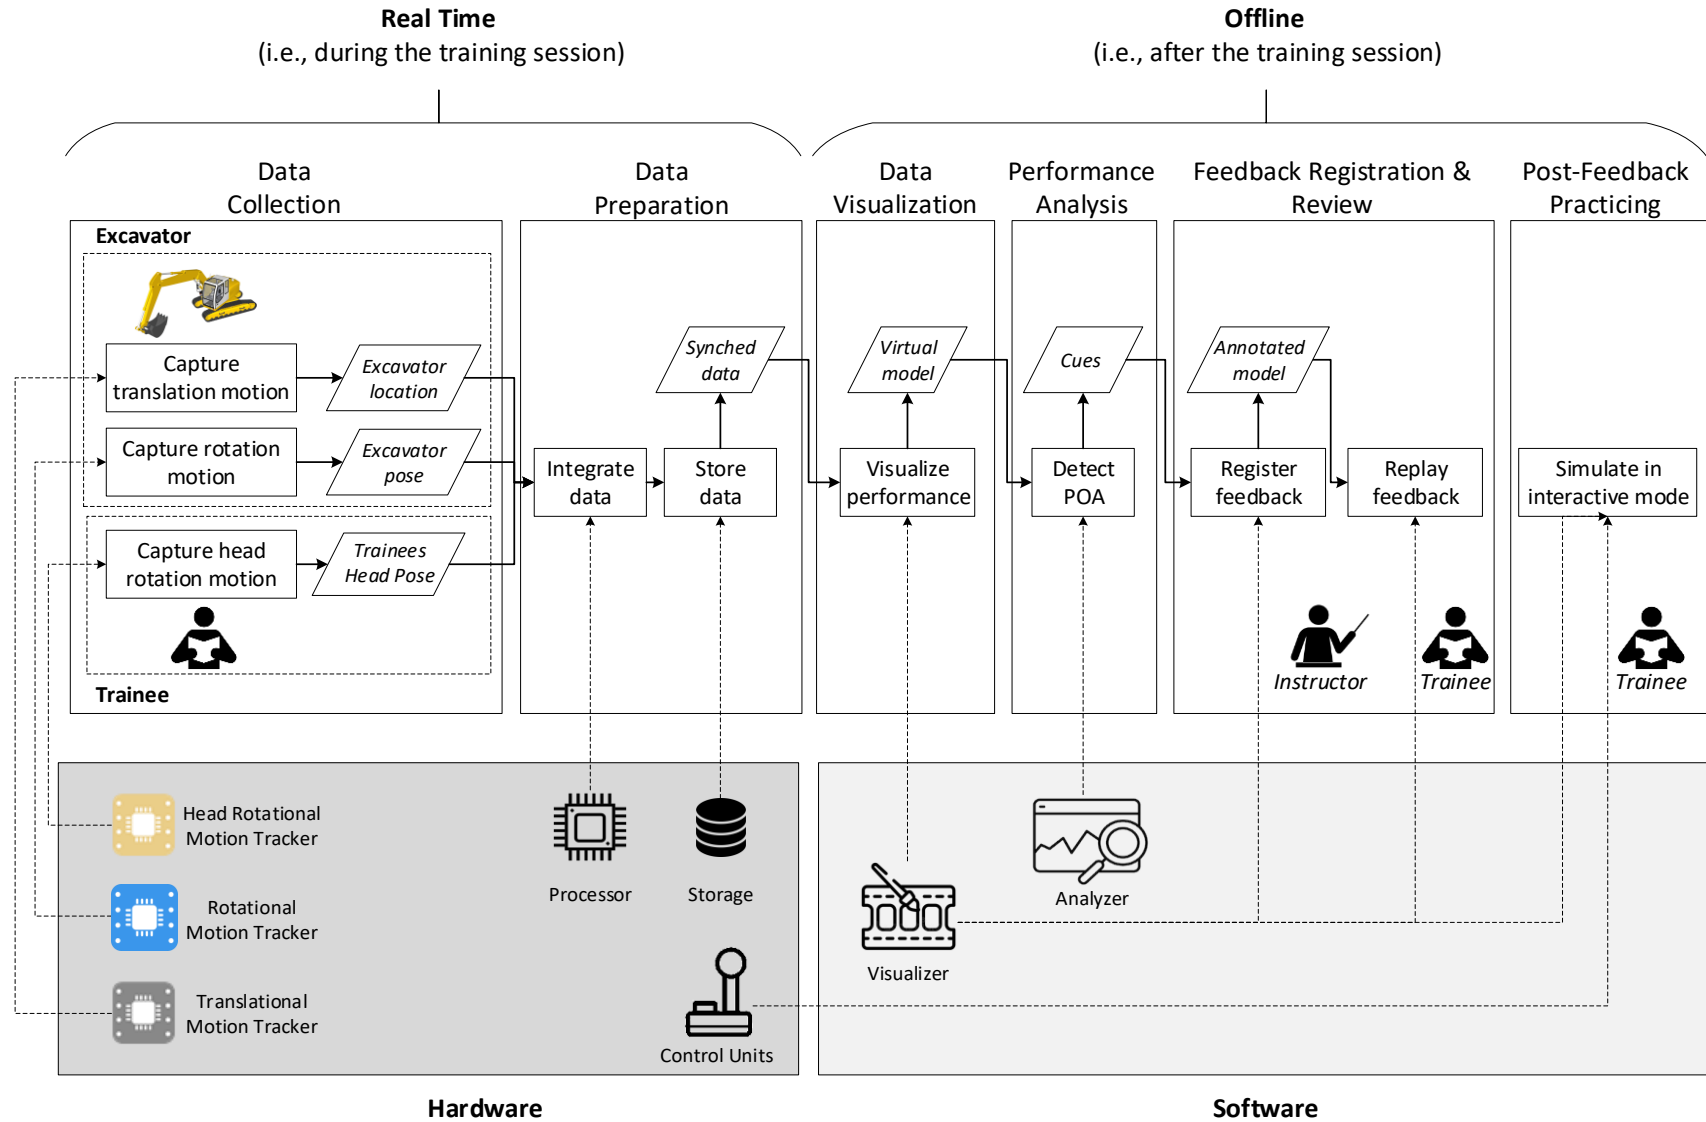 Real Time
(i.e., during the training session)
Offline
(i.e., after the training session)
Data
Collection
Data
Preparation
Data
Visualization
Performance
Analysis
Feedback Registration &
Review
Post-Feedback
Practicing
Excavator
Capture
translation motion
Excavator
location
Capture rotation
motion
Excavator
pose
Capture head
rotation motion
Trainees
Head Pose
Trainee
Integrate
data
Store
data
Synched
data
Visualize
performance
Virtual
model
Detect
POA
Cues
Register
feedback
Annotated
model
Replay
feedback
Instructor
Trainee
Simulate in
interactive mode
Trainee
Head Rotational
Motion Tracker
Rotational
Motion Tracker
Translational
Motion Tracker
Processor
Storage
Control Units
Visualizer
Analyzer
Hardware
Software